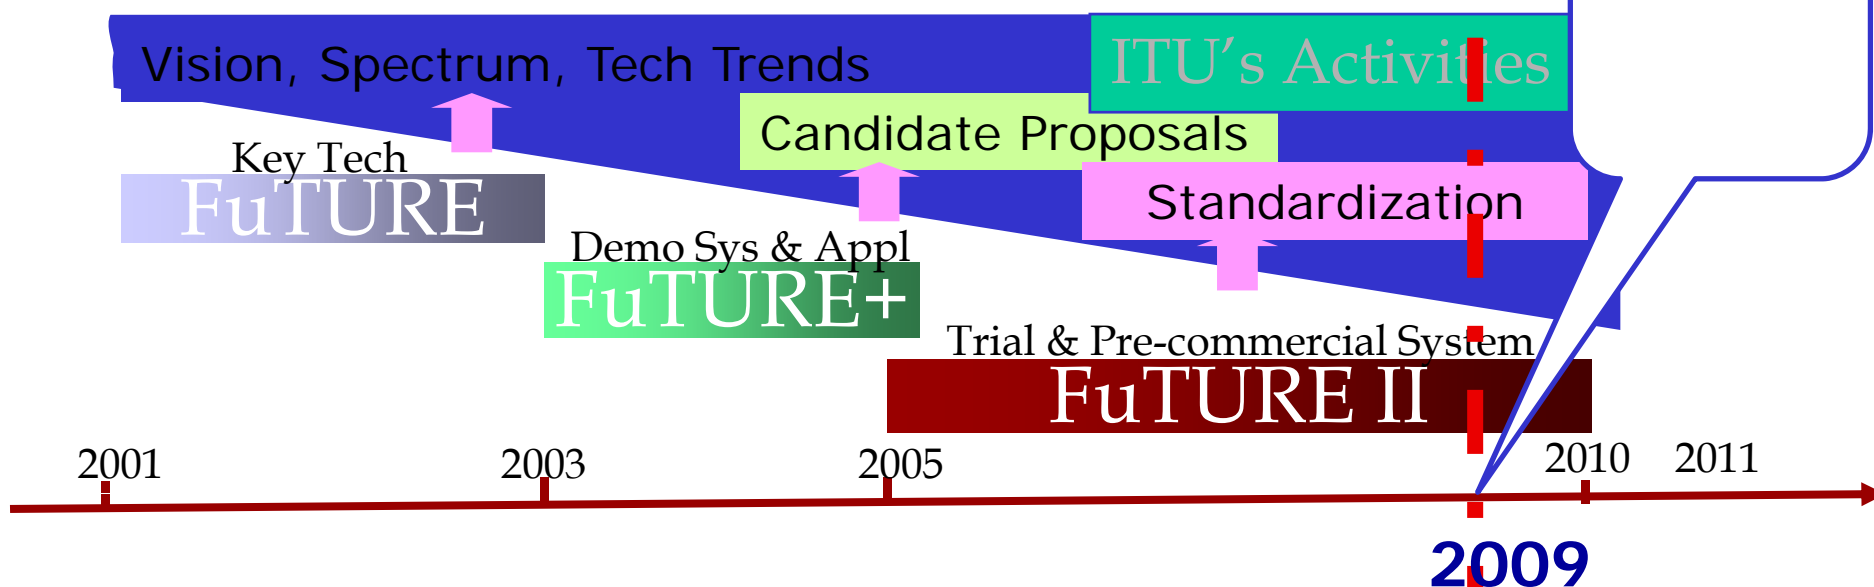 Vision, Spectrum, Tech Trends
ITU's Activities
Candidate Proposals
Key Tech
FuTURE
Standardization
Demo Sys & Appl
FuTURE+
Trial & Pre-commercial System
FuTURE II
2001
2003
2005
2010
2011
2009